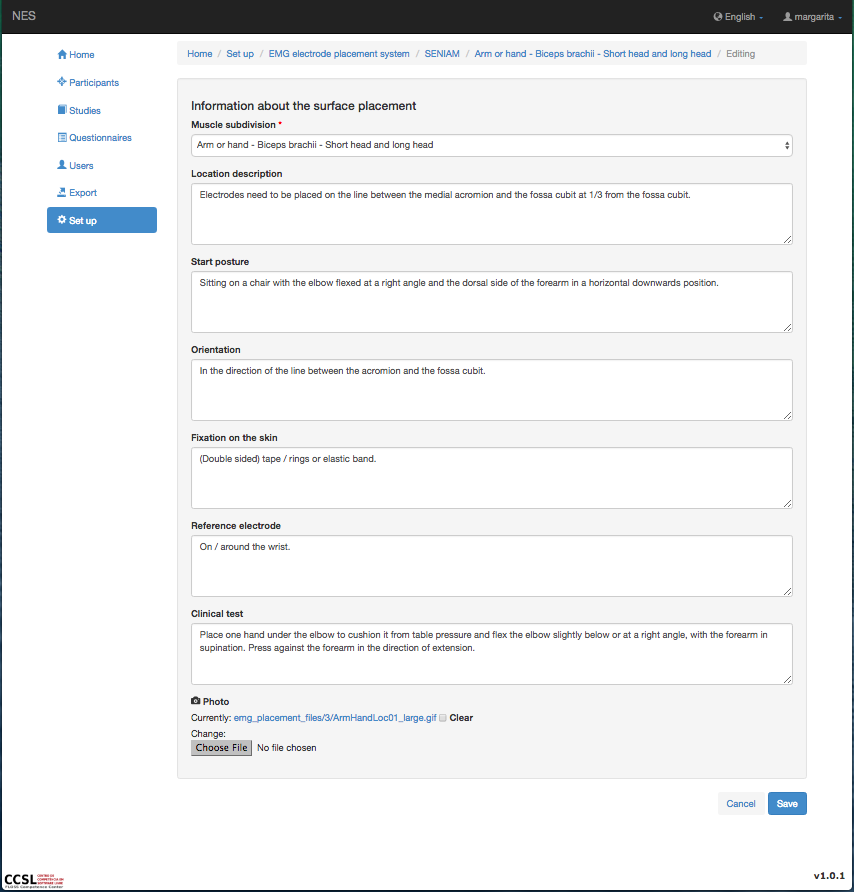 NES
English
margarita
Home
Participants
Studies
Questionnaires
Users
Export
Set up
Home / Set up / EMG electrode placement system / SENIAM / Arm or hand - Biceps brachii - Short head and long head / Editing
Information about the surface placement
Muscle subdivision *
Arm or hand - Biceps brachii - Short head and long head
Location description
Electrodes need to be placed on the line between the medial acromion and the fossa cubit at 1/3 from the fossa cubit.
Start posture
Sitting on a chair with the elbow flexed at a right angle and the dorsal side of the forearm in a horizontal downwards position.
Orientation
In the direction of the line between the acromion and the fossa cubit.
Fixation on the skin
(Double sided) tape / rings or elastic band.
Reference electrode
On / around the wrist.
Clinical test
Place one hand under the elbow to cushion it from table pressure and flex the elbow slightly below or at a right angle, with the forearm in
supination. Press against the forearm in the direction of extension.
Photo
Currently: emg_placement_files/3/ArmHandLoc01_large.gif Clear
Change:
Choose File No file chosen
Cancel Save
CCSL
v1.0.1